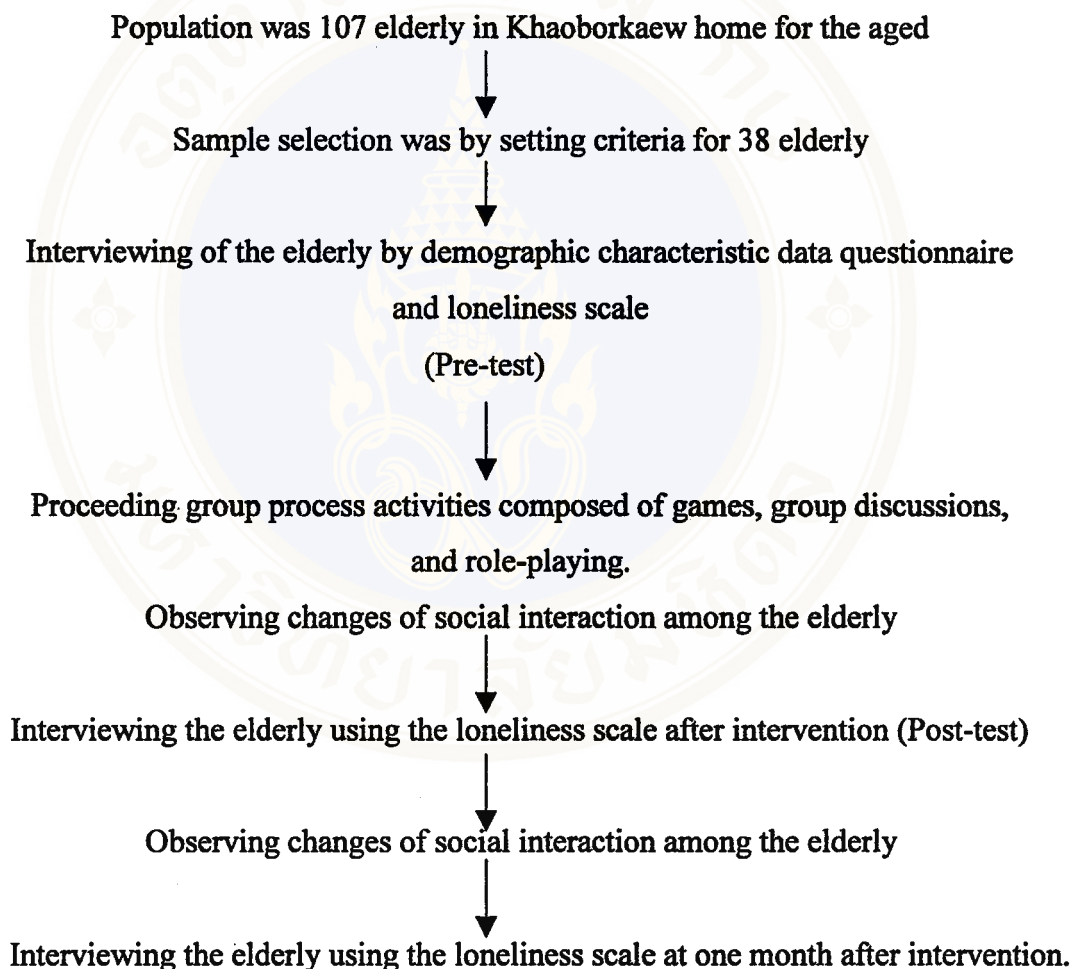 Population was 107 elderly in Khaoborkaew home for the aged
Sample selection was by setting criteria for 38 elderly
Interviewing of the elderly by demographic characteristic data questionnaire
and loneliness scale
(Pre-test)
Proceeding group process activities composed of games, group discussions,
and role-playing.
Observing changes of social interaction among the elderly
Interviewing the elderly using the loneliness scale after intervention (Post-test)
Observing changes of social interaction among the elderly
Interviewing the elderly using the loneliness scale at one month after intervention.